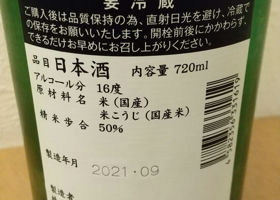 要冷蔵
ご購入後は品質保持の為、直射日光を避け、冷蔵で
の保存をお願いいたします。開栓前後にかかわらず、
できるだけお早めにお召し上がりください。
品目 日本酒 内容量 720ml
アルコール分 16度
原材料名 米(国産)
米こうじ(国産米)
精米歩合 50%
製造年月 2021・09
製造者